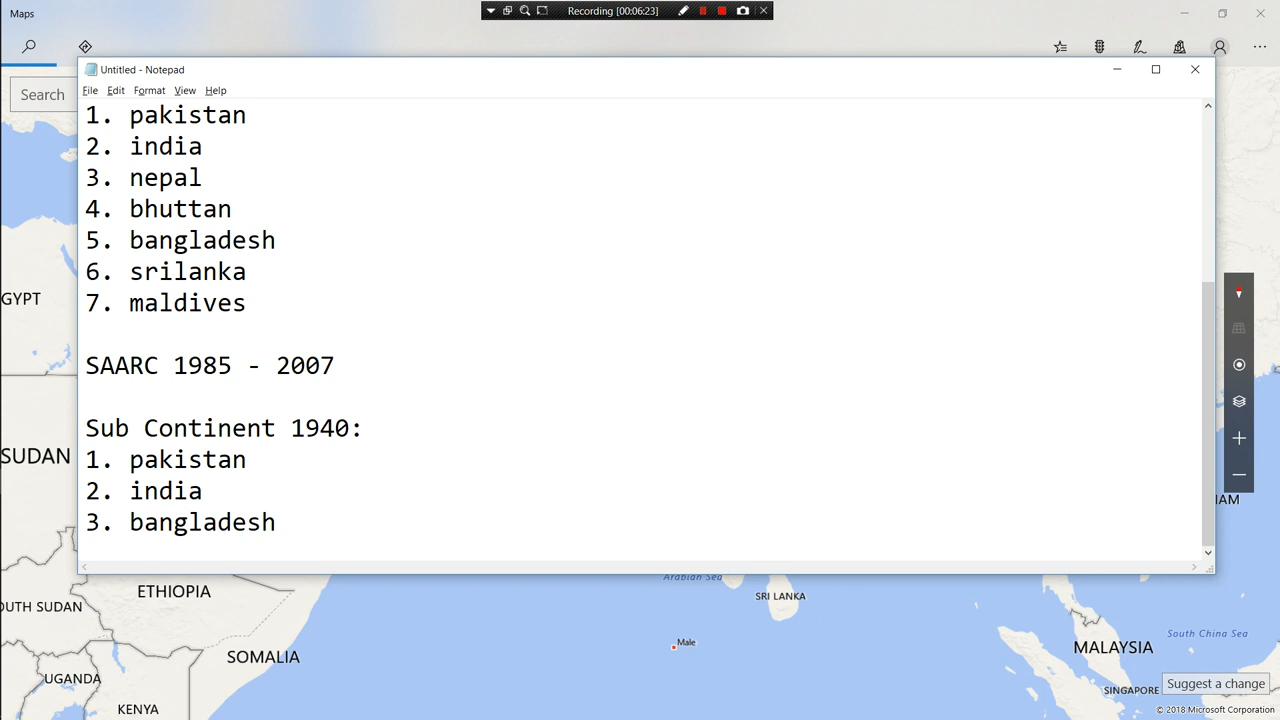 Maps
Recording [00:06:23]
Untitled - Notepad
File Edit Format View Help
Search
1. pakistan
2. india
3. nepal
4. bhuttan
5. bangladesh
6. srilanka
7. maldives
SAARC 1985 - 2007
Sub Continent 1940:
1. pakistan
2. india
3. bangladesh
GYPT
SUDAN
IAM
Arabian Sea
ETHIOPIA
SRI LANKA
OUTH SUDAN
South China Sea
Male
MALAYSIA
SOMALIA
UGANDA
Suggest a change
SINGAPORE
KENYA
© 2018 Microsoft Corporation